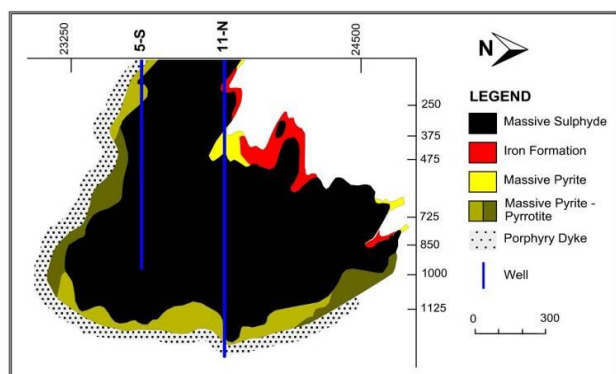 23250
5-S
11-N
24500
N
250
375
475
725
850
1000
1125
LEGEND
Massive Sulphyde
Iron Formation
Massive Pyrite
Massive Pyrite -
Pyrrotite
Porphyry Dyke
Well
0 300